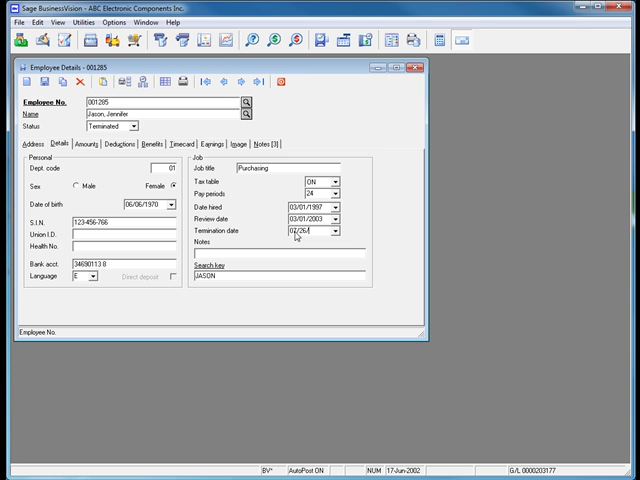 Sage BusinessVision - ABC Electronic Components Inc.
File Edit Utilities Options Window Help
Employee Details - 001285
Employee No. 001285
Name Jason, Jennifer
Status Terminated
Address Details Amounts Deductions Benefits Timecard Earnings Image Notes [3]
Personal
Dept. code 01
Sex Male Female
Date of birth 06/06/1970
S.I.N. 123-456-766
Union I.D.
Health No.
Bank acct. 34690113 8
Language E Direct deposit
Job
Job title Purchasing
Tax table ON
Pay periods 24
Date hired 03/01/1997
Review date 03/01/2003
Termination date 07/26/
Notes
Search key
JASON
Employee No.
BV* AutoPost ON NUM 17-Jun-2002 G/L 0000203177